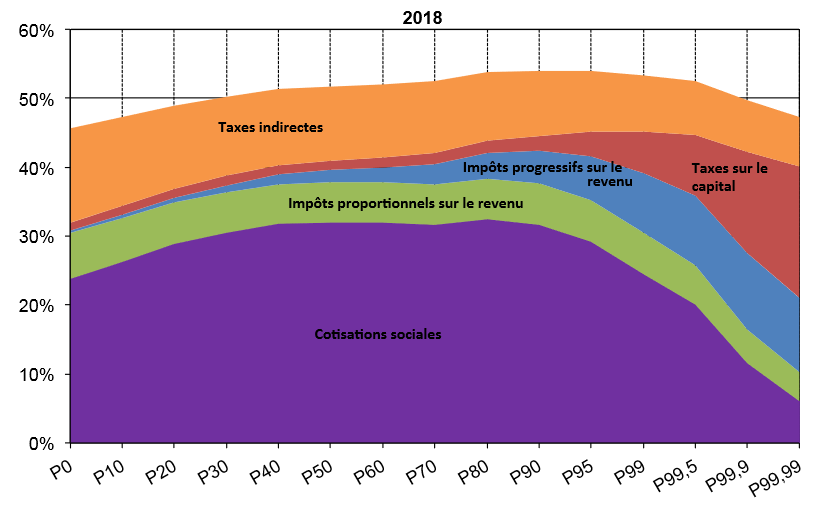 2018
60%
50%
40%
30%
20%
10%
0%
Taxes indirectes
Impôts progressifs sur le
revenu
Taxes sur le
capital
Impôts proportionnels sur le revenu
Cotisations sociales
P0
P10
P20
P30
P40
P50
P60
P70
P80
P90
P95
P99
P99,5
P99,9
P99,99